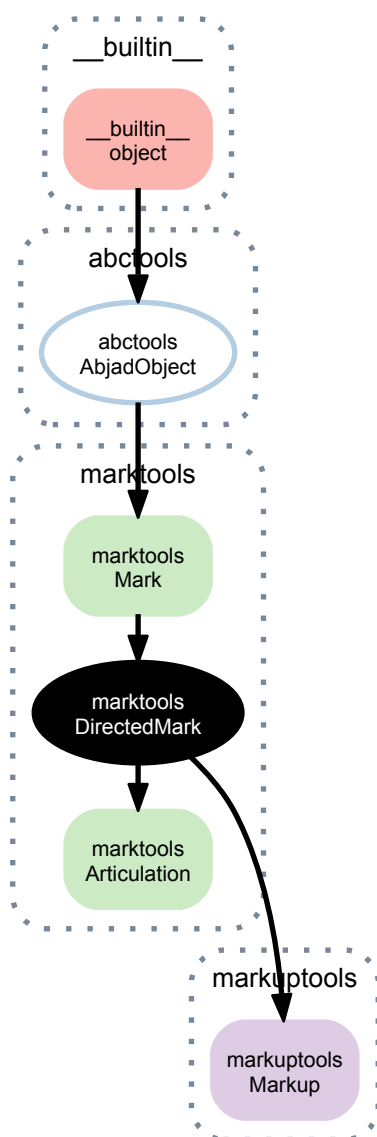 __builtin__
__builtin__
object
abctools
abctools
AbjadObject
marktools
marktools
Mark
marktools
DirectedMark
marktools
Articulation
markuptools
markuptools
Markup